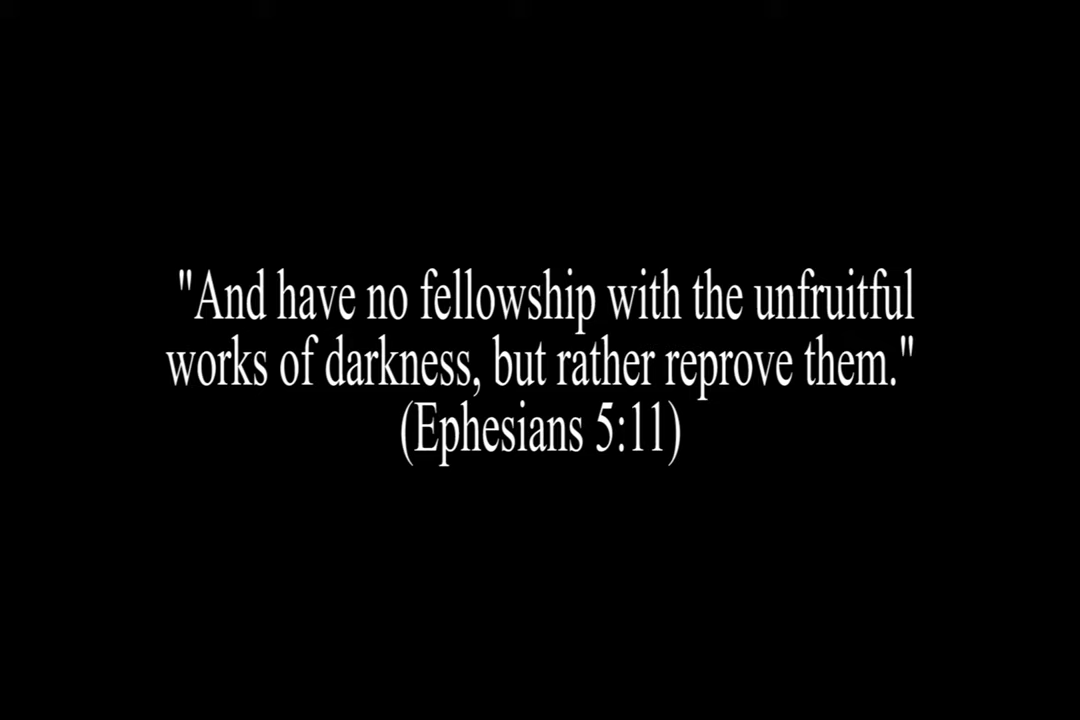 "And have no fellowship with the unfruitful
works of darkness, but rather reprove them."
(Ephesians 5:11)